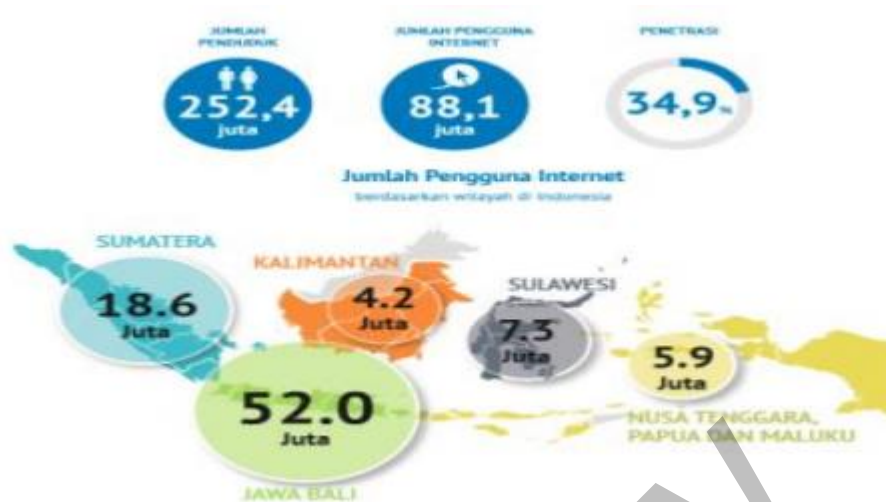 JUMLAH
PENDUDUK
252,4
juta
JUMLAH PENGGUNA
INTERNET
88,1
juta
PENETRASI
34,9%
Jumlah Pengguna Internet
berdasarkan wilayah di Indonesia
SUMATERA
18.6
Juta
KALIMANTAN
4.2
Juta
SULAWESI
7.3
Juta
5.9
Juta
NUSA TENGGARA,
PAPUA DAN MALUKU
52.0
Juta
JAWA BALI